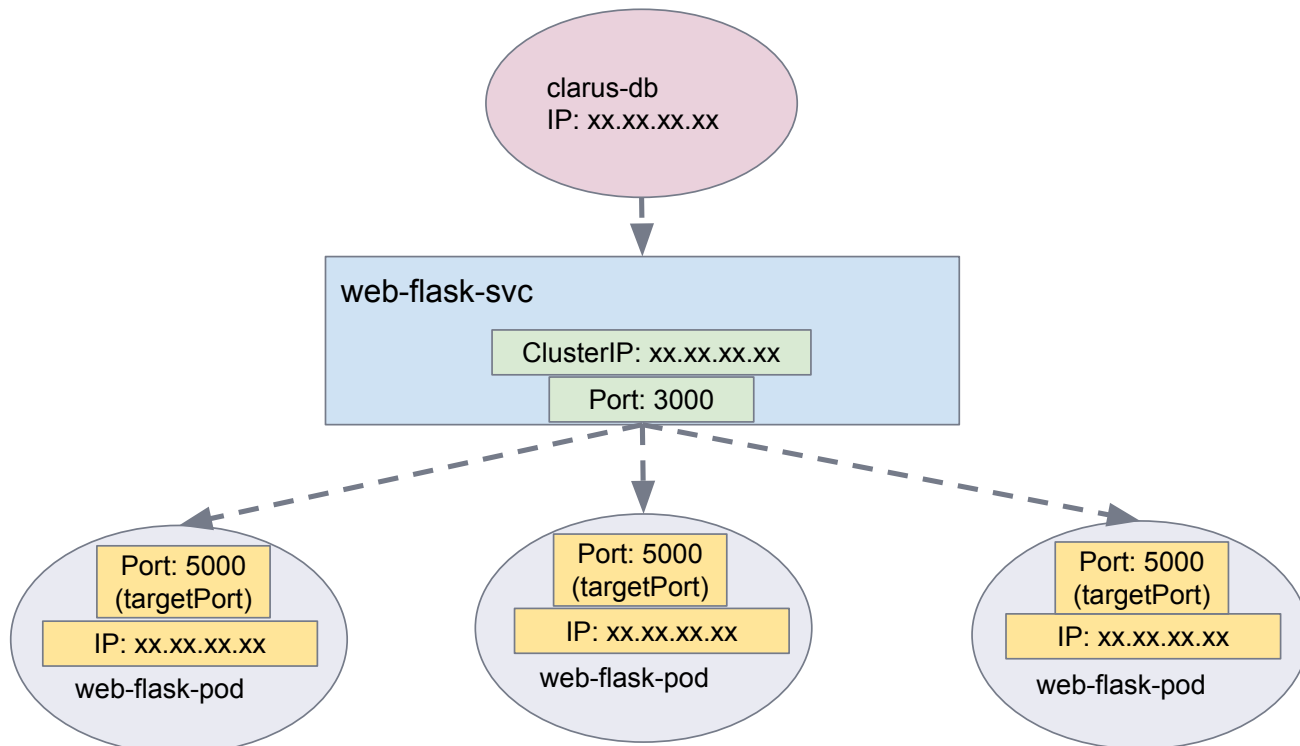 clarus-db
IP: xx.xx.xx.xx
web-flask-svc
ClusterIP: xx.xx.xx.xx
Port: 3000
Port: 5000
(targetPort)
IP: xx.xx.xx.xx
web-flask-pod
Port: 5000
(targetPort)
IP: xx.xx.xx.xx
web-flask-pod
Port: 5000
(targetPort)
IP: xx.xx.xx.xx
web-flask-pod